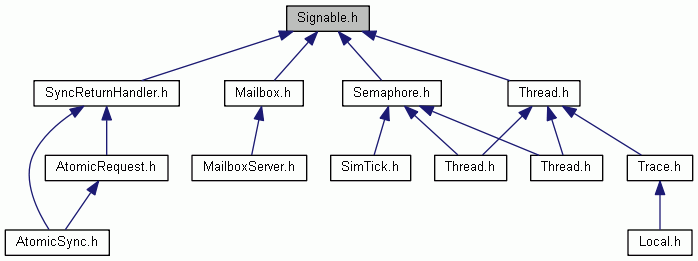 Signable.h
SyncReturnHandler.h
Mailbox.h
Semaphore.h
Thread.h
AtomicRequest.h
MailboxServer.h
SimTick.h
Thread.h
Thread.h
Trace.h
AtomicSync.h
Local.h